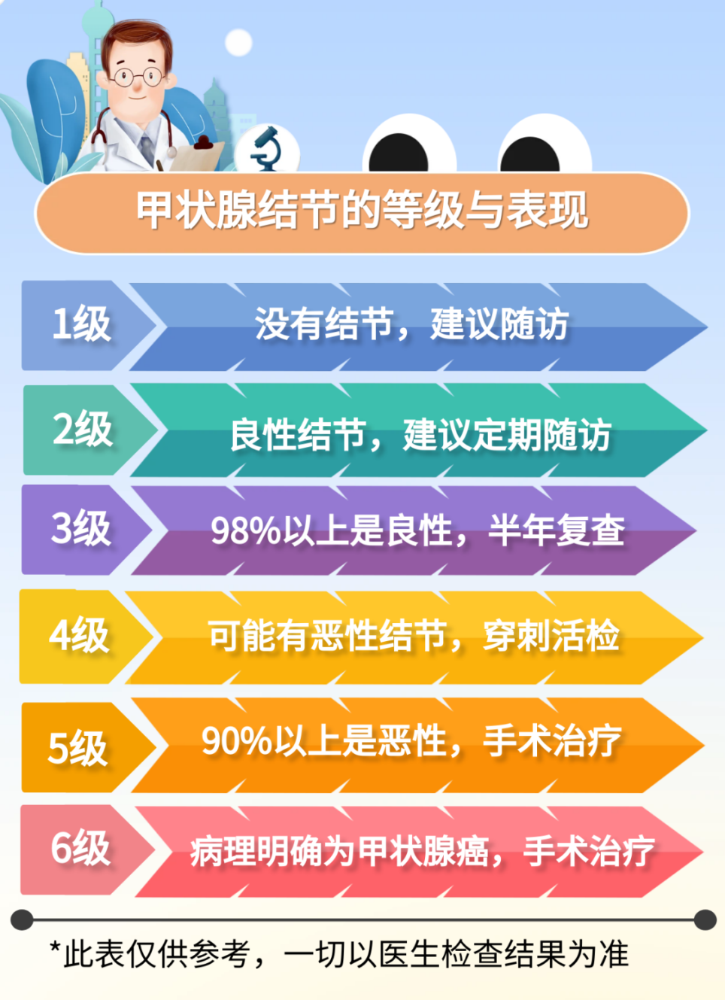 甲状腺结节的等级与表现
1级
没有结节，建议随访
2级
良性结节，建议定期随访
3级
98%以上是良性，半年复查
4级
可能有恶性结节，穿刺活检
5级
90%以上是恶性，手术治疗
6级
病理明确为甲状腺癌，手术治疗
*此表仅供参考，一切以医生检查结果为准